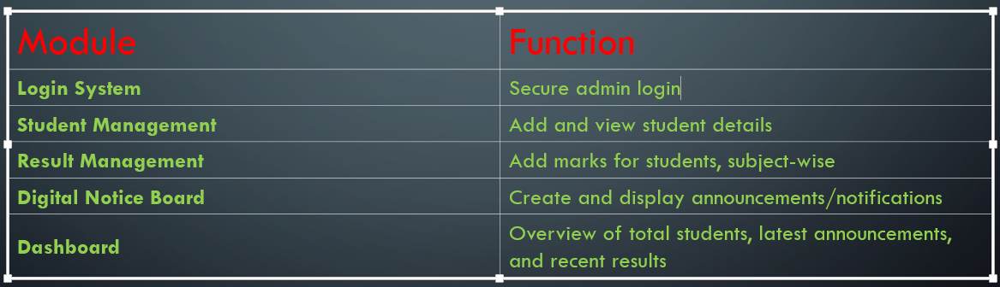 Module Function
Login System Secure admin login
Student Management Add and view student details
Result Management Add marks for students, subject-wise
Digital Notice Board Create and display announcements/notifications
Dashboard Overview of total students, latest announcements,
and recent results